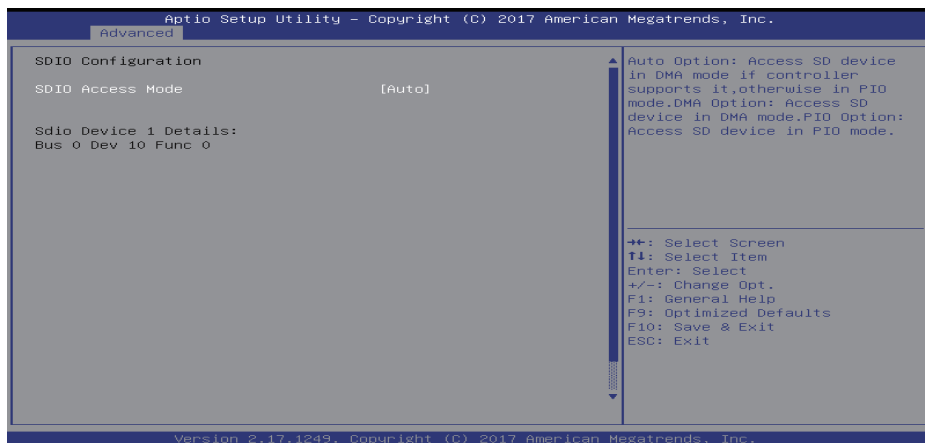 Aptio Setup Utility – Copyright (C) 2017 American Megatrends, Inc.
Advanced
SDIO Configuration
SDIO Access Mode [Auto]
Sdio Device 1 Details:
Bus 0 Dev 10 Func 0
Auto Option: Access SD device
in DMA mode if controller
supports it,otherwise in PIO
mode.DMA Option: Access SD
device in DMA mode.PIO Option:
Access SD device in PIO mode.
→←: Select Screen
↑↓: Select Item
Enter: Select
+/-: Change Opt.
F1: General Help
F9: Optimized Defaults
F10: Save & Exit
ESC: Exit
Version 2.17.1249. Copyright (C) 2017 American Megatrends, Inc.